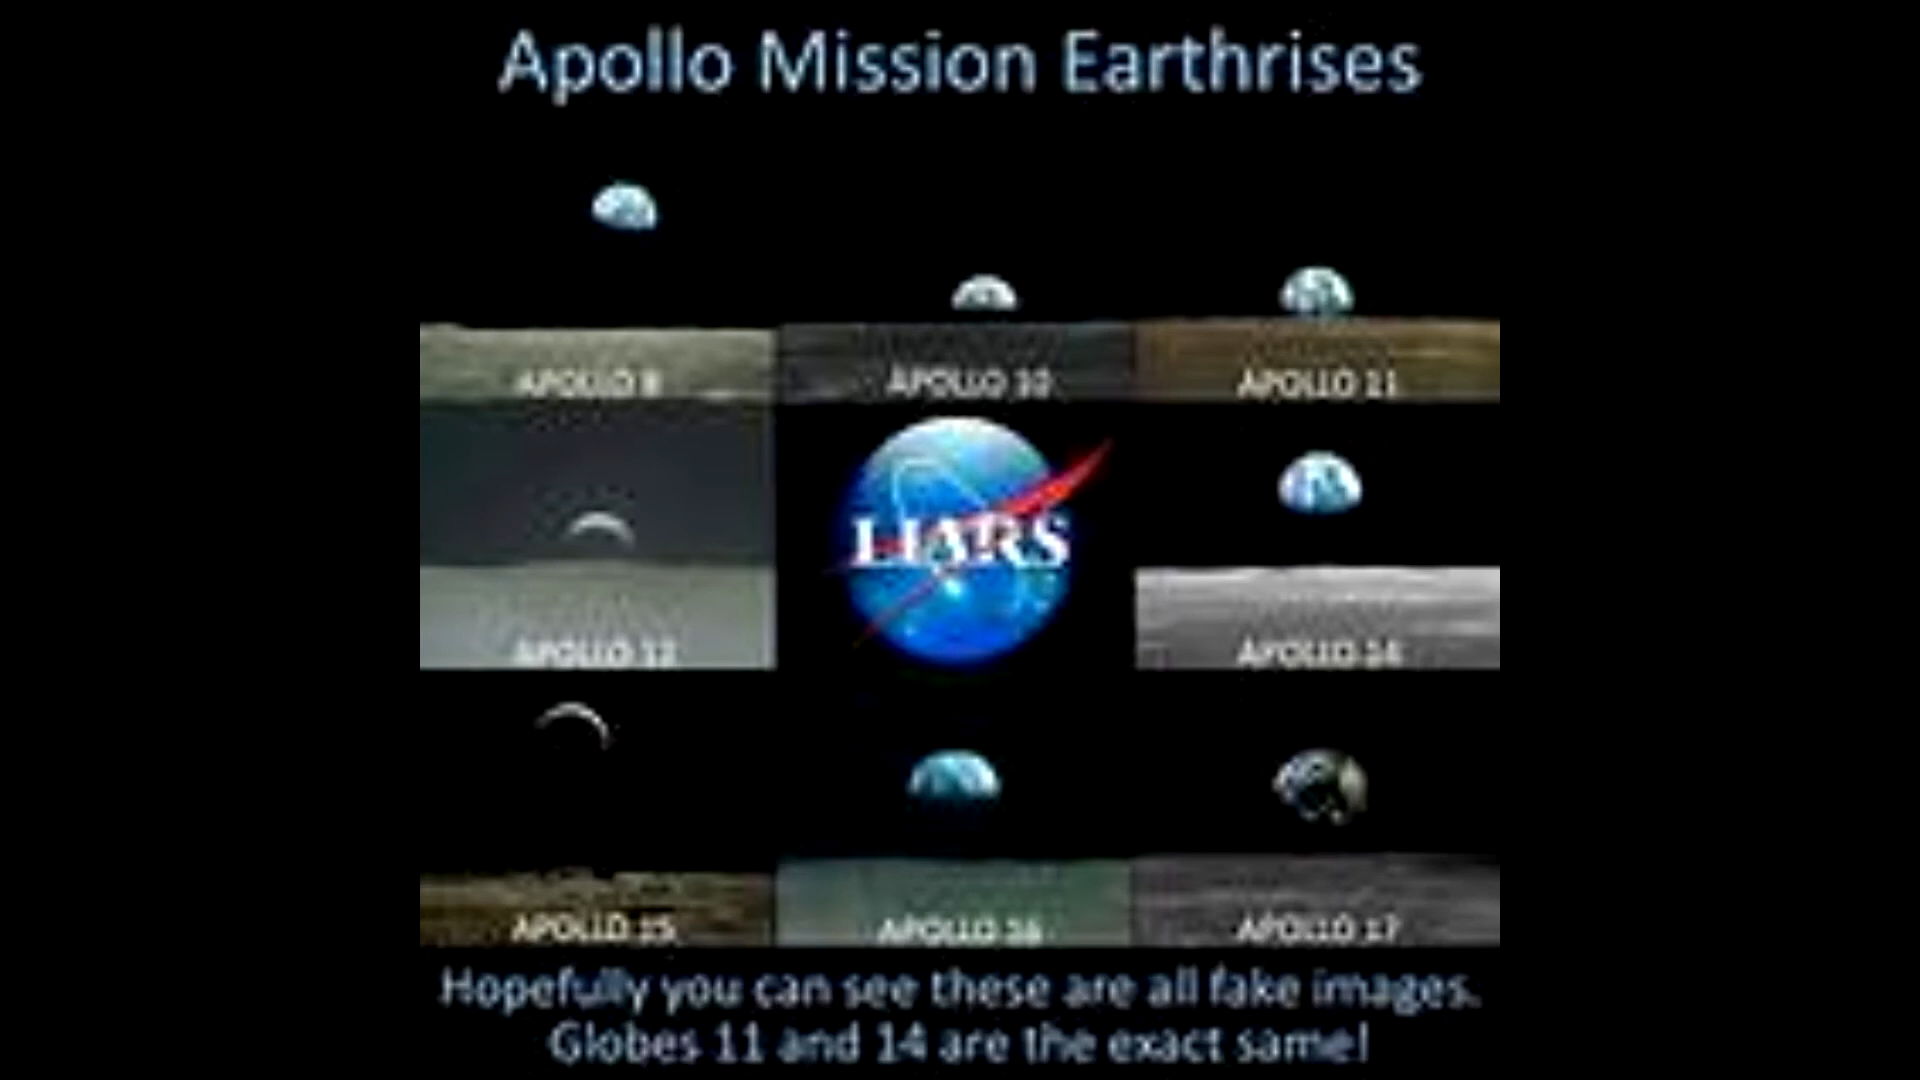 Apollo Mission Earthrises
APOLLO 8
APOLLO 10
APOLLO 11
LIARS
APOLLO 12
APOLLO 14
APOLLO 15
APOLLO 16
APOLLO 17
Hopefully you can see these are all fake images.
Globes 11 and 14 are the exact same!